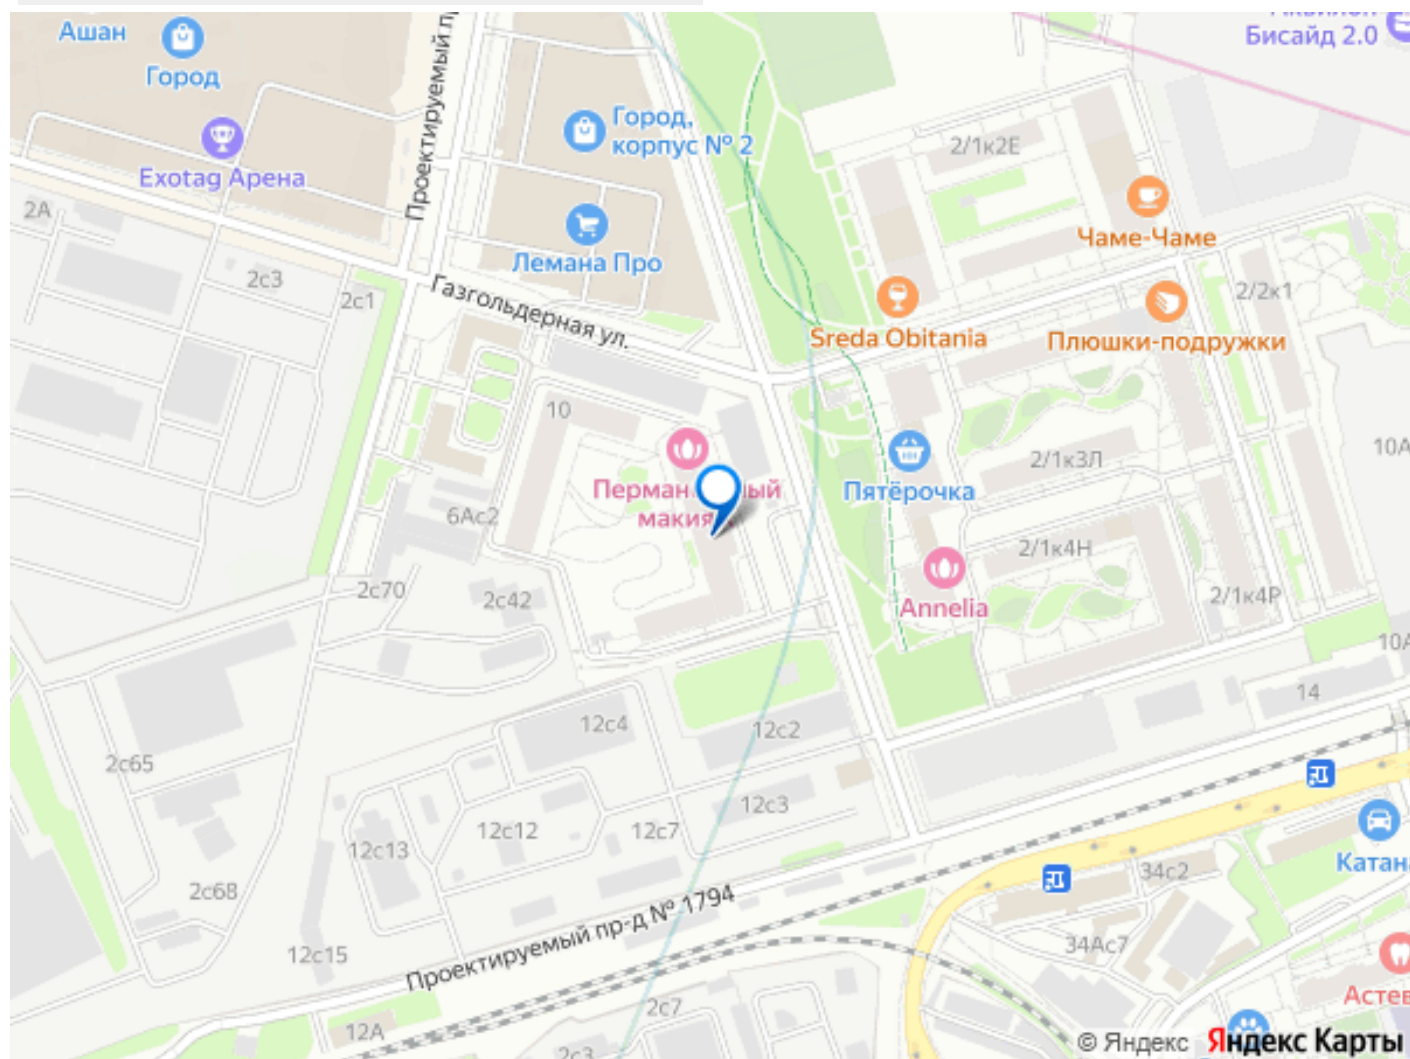 Ашан
Город
Exotag Арена
Проектируемый пр
Город,
корпус № 2
Лемана Про
Бисайд 2.0
2/1к2Е
Чаме-Чаме
2А
2с3
2с1
Газгольдерная ул.
Sreda Obitania
2/2к1
Плюшки-подружки
10
10А
2/1к3Л
Пятёрочка
6Ас2
2/1к4Н
Annelia
2/1к4Р
2с70
2с42
10А
14
12с4
12с2
2с65
12с3
12с12
12с7
12с13
Катана
34с2
2с68
Проектируемый пр-д № 1794
34Ас7
12с15
Астев
2с7
12А
2с3
© Яндекс Яндекс Карты